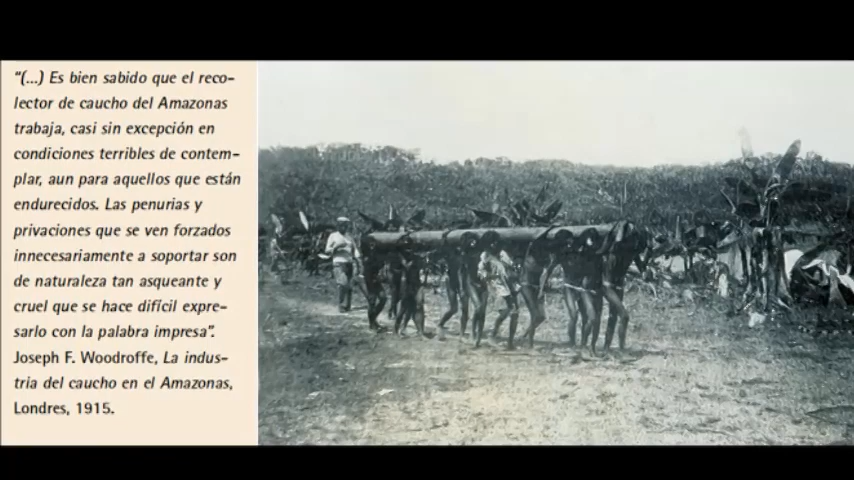 “(...) Es bien sabido que el reco-
lector de caucho del Amazonas
trabaja, casi sin excepción en
condiciones terribles de contem-
plar, aun para aquellos que están
endurecidos. Las penurias y
privaciones que se ven forzados
innecesariamente a soportar son
de naturaleza tan asqueante y
cruel que se hace difícil expre-
sarlo con la palabra impresa”.
Joseph F. Woodroffe, La indus-
tria del caucho en el Amazonas,
Londres, 1915.